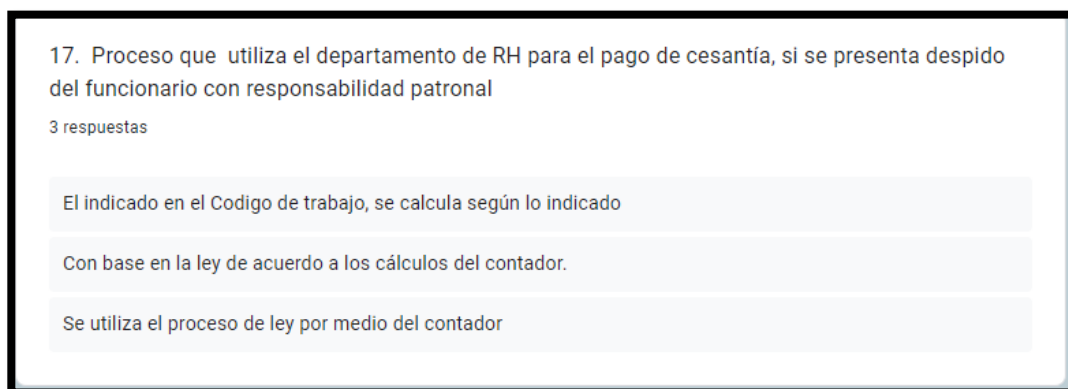 17. Proceso que utiliza el departamento de RH para el pago de cesantía, si se presenta despido
del funcionario con responsabilidad patronal
3 respuestas
El indicado en el Codigo de trabajo, se calcula según lo indicado
Con base en la ley de acuerdo a los cálculos del contador.
Se utiliza el proceso de ley por medio del contador